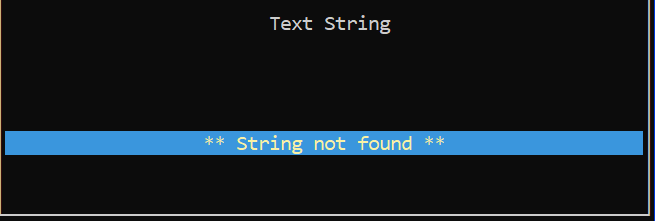 Text String
** String not found **